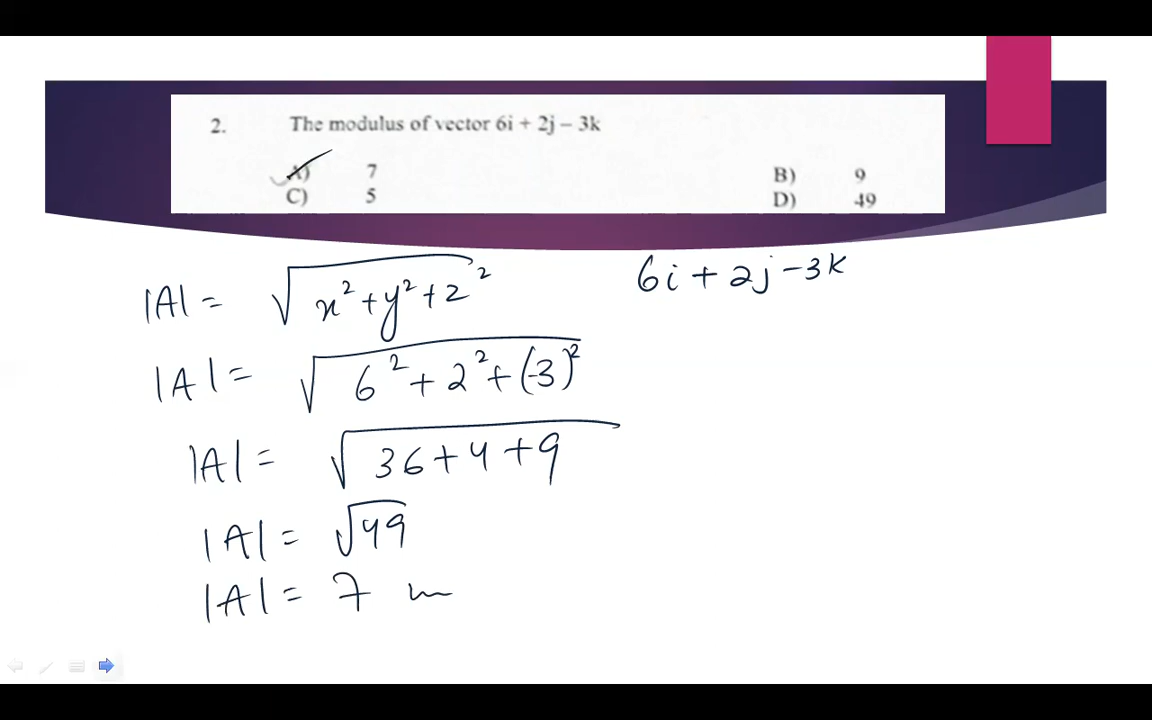 2. The modulus of vector 6i + 2j – 3k
A) 7 B) 9
C) 5 D) 49
6i + 2j - 3k
|A| = √x² + y² + z²
|A| = √6² + 2² + (-3)²
|A| = √36 + 4 + 9
|A| = √49
|A| = 7